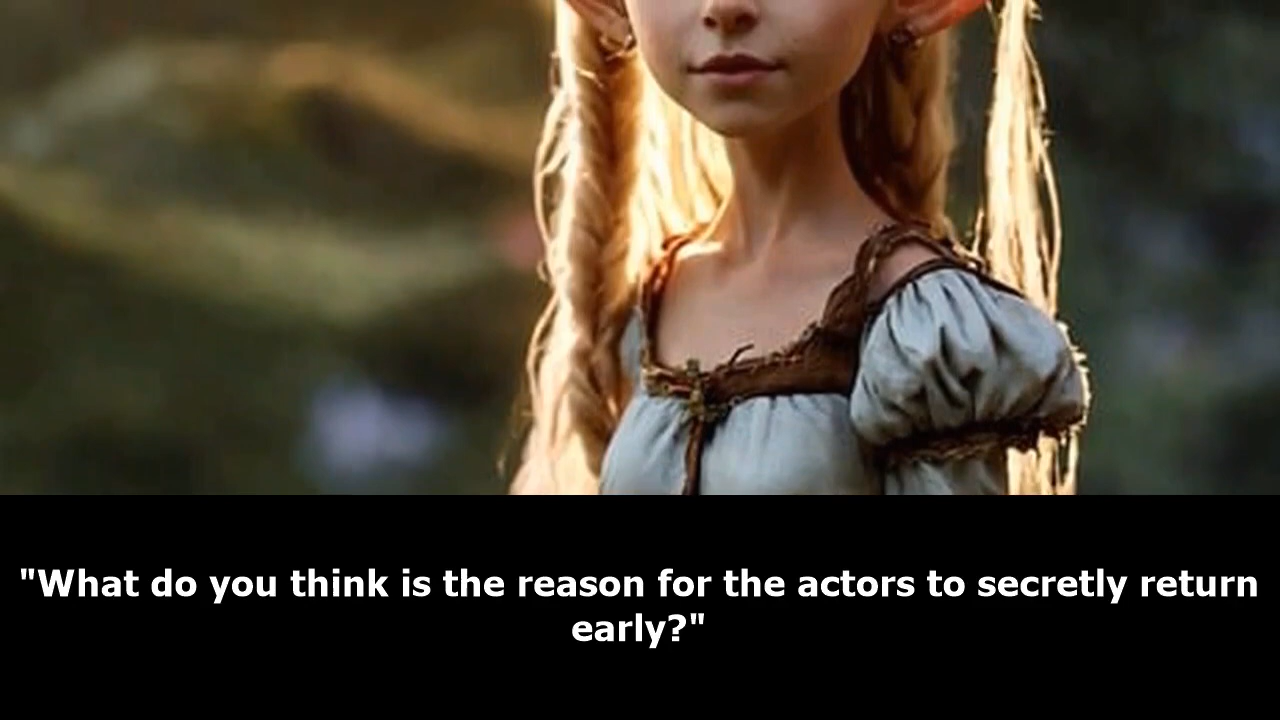 "What do you think is the reason for the actors to secretly return
early?"